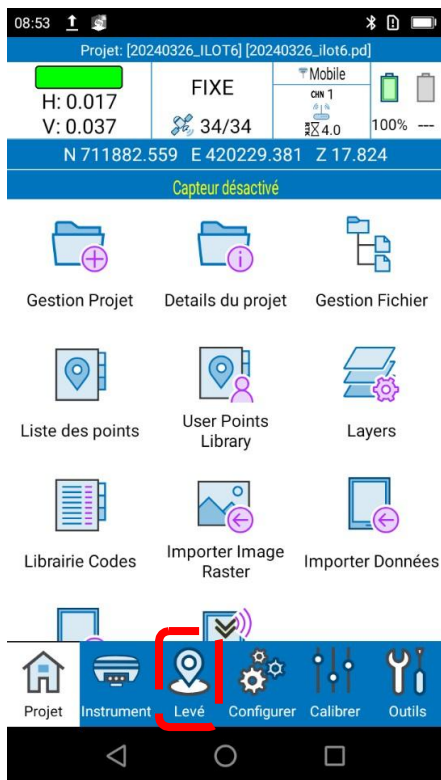 08:53
Projet: [20240326_ILOT6] [20240326_ilot6.pd]
H: 0.017
V: 0.037
FIXE
34/34
Mobile
CHN 1
RTK 4.0
100% ---
N 711882.559 E 420229.381 Z 17.824
Capteur désactivé
Gestion Projet
Details du projet
Gestion Fichier
Liste des points
User Points
Library
Layers
Librairie Codes
Importer Image
Raster
Importer Données
Projet
Instrument
Levé
Configurer
Calibrer
Outils